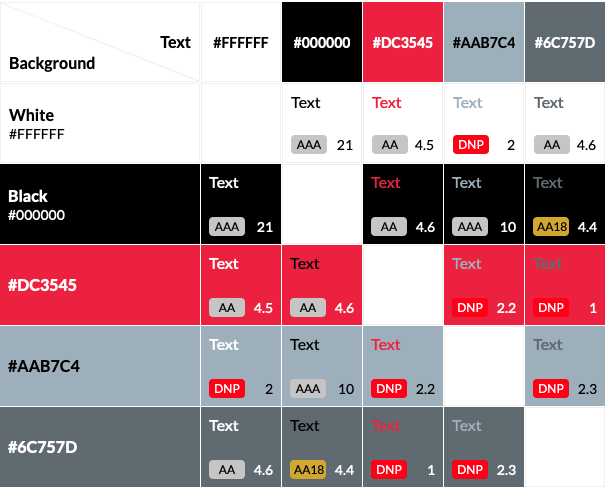 Text #FFFFFF #000000 #DC3545 #AAB7C4 #6C757D
Background
White Text Text Text Text
#FFFFFF
AAA 21 AA 4.5 DNP 2 AA 4.6
Black Text Text Text Text
#000000
AAA 21 AA 4.6 AAA 10 AA18 4.4
Text Text Text Text
#DC3545
AA 4.5 AA 4.6 DNP 2.2 DNP 1
Text Text Text Text
#AAB7C4
DNP 2 AAA 10 DNP 2.2 DNP 2.3
Text Text Text Text
#6C757D
AA 4.6 AA18 4.4 DNP 1 DNP 2.3